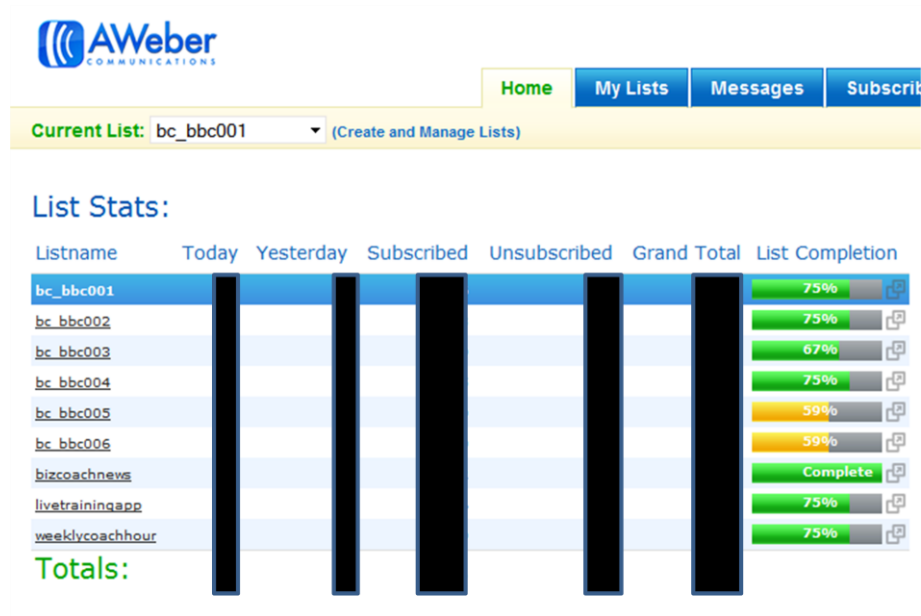 AWeber
COMMUNICATIONS
Home My Lists Messages Subscrib
Current List: bc_bbc001 (Create and Manage Lists)
List Stats:
Listname Today Yesterday Subscribed Unsubscribed Grand Total List Completion
bc_bbc001 75%
bc_bbc002 75%
bc_bbc003 67%
bc_bbc004 75%
bc_bbc005 59%
bc_bbc006 59%
bizcoachnews Complete
livetrainingapp 75%
weeklycoachhour 75%
Totals: